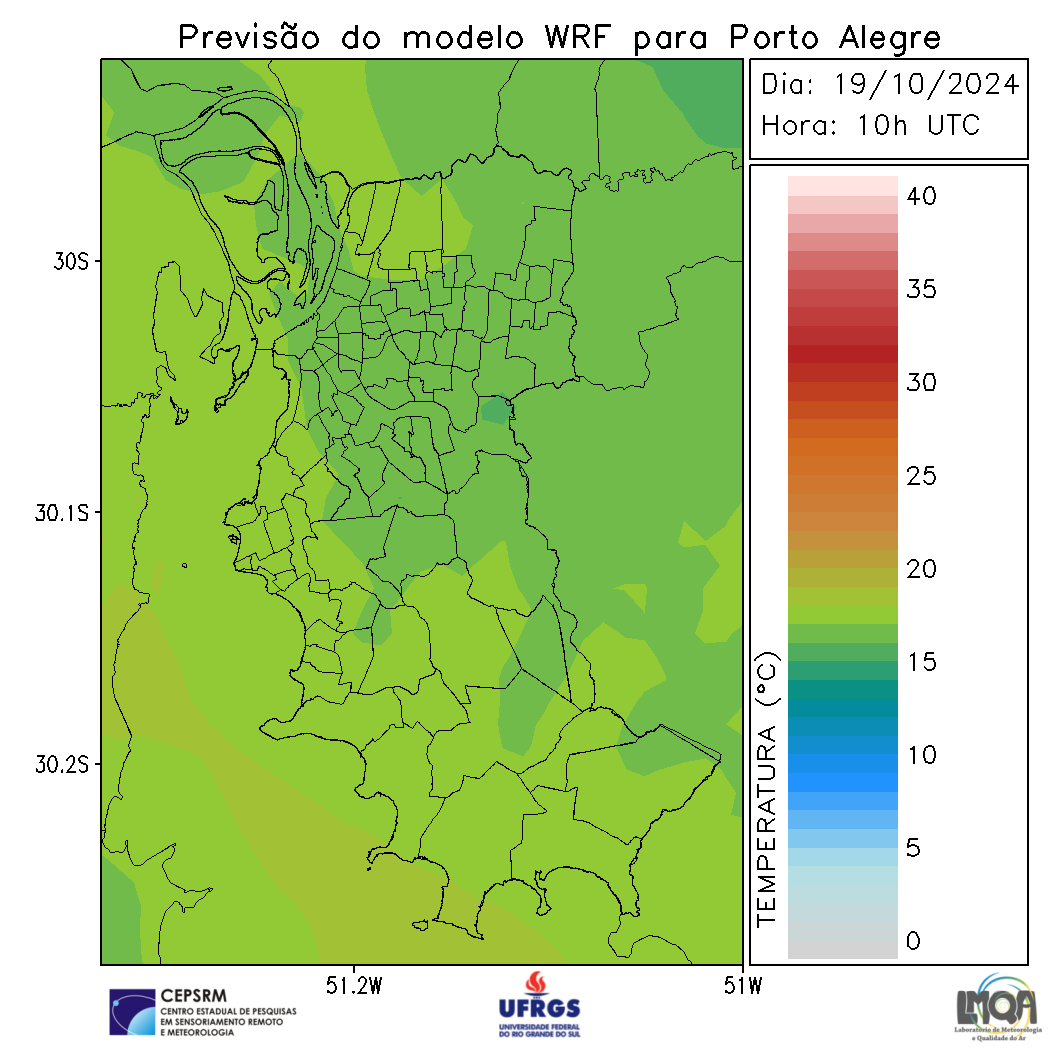 Previsão do modelo WRF para Porto Alegre
Dia: 19/10/2024
Hora: 10h UTC
40
35
30
25
20
15
10
5
0
TEMPERATURA (°C)
30S
30.1S
30.2S
51.2W
51W
CEPSRM
CENTRO ESTADUAL DE PESQUISAS
EM SENSORIAMENTO REMOTO
E METEOROLOGIA
UFRGS
UNIVERSIDADE FEDERAL
DO RIO GRANDE DO SUL
LMQA
Laboratório de Meteorologia
e Qualidade do Ar